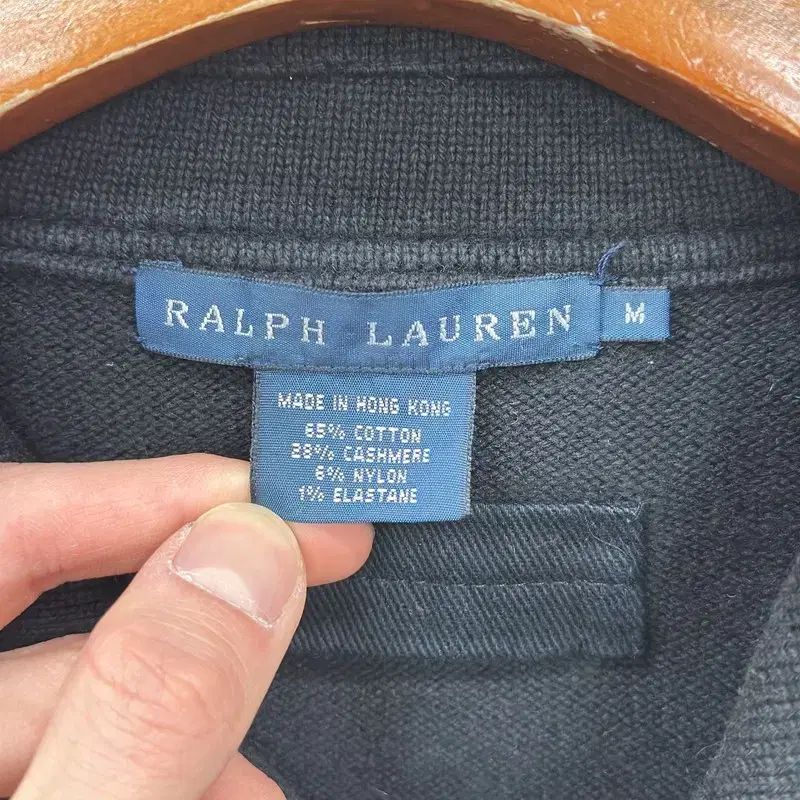 RALPH LAUREN
M
MADE IN HONG KONG
65% COTTON
28% CASHMERE
6% NYLON
1% ELASTANE